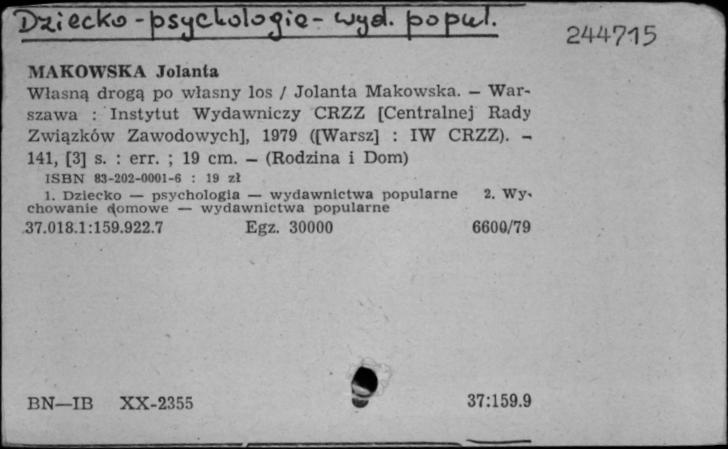 Dziecko - psychologia - wyd. popul.
244715
MAKOWSKA Jolanta
Własną drogą po własny los / Jolanta Makowska. — War-
szawa : Instytut Wydawniczy CRZZ [Centralnej Rady
Związków Zawodowych], 1979 ([Warsz] : IW CRZZ). —
141, [3] s. : err. ; 19 cm. — (Rodzina i Dom)
ISBN 83-202-0001-6 : 19 zł
1. Dziecko — psychologia — wydawnictwa popularne 2. Wy-
chowanie domowe — wydawnictwa popularne
37.018.1:159.922.7 Egz. 30000 6600/79
BN—IB XX-2355 37:159.9